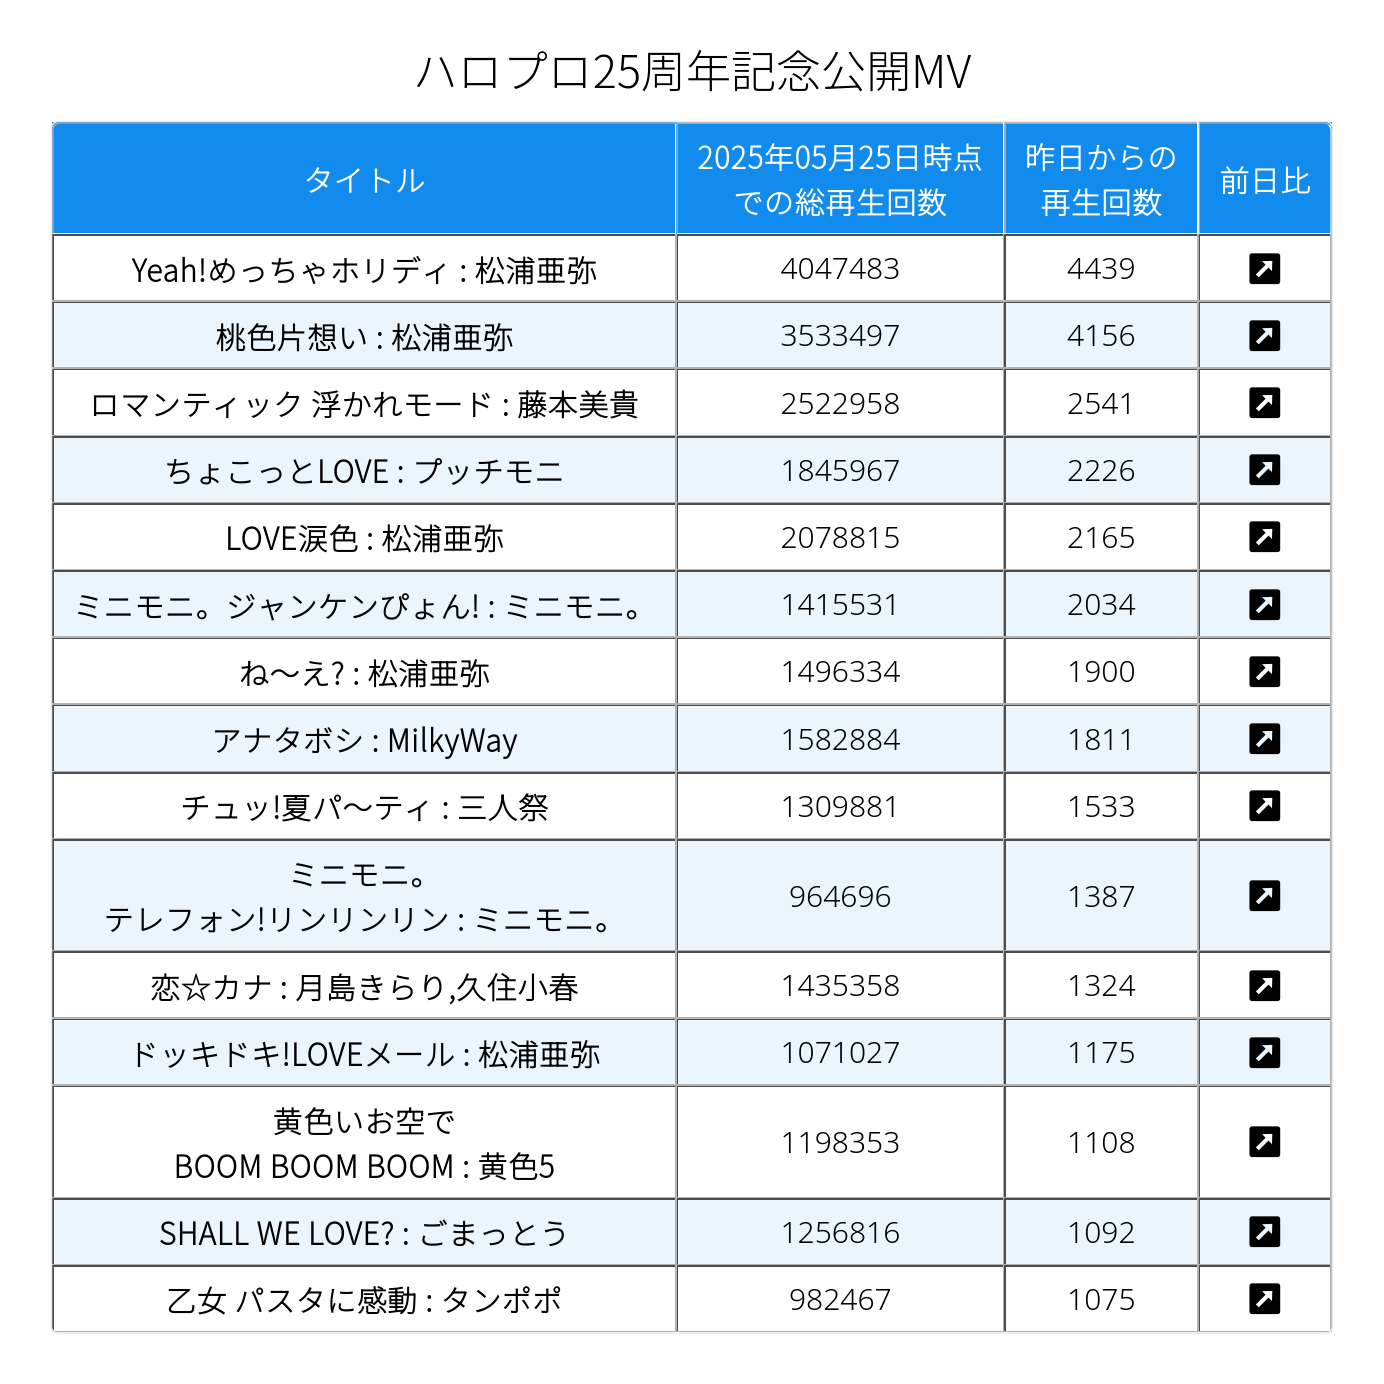 ハロプロ25周年記念公開MV
タイトル
2025年05月25日時点
での総再生回数
昨日からの
再生回数
前日比
Yeah!めっちゃホリディ : 松浦亜弥 4047483 4439
桃色片想い : 松浦亜弥 3533497 4156
ロマンティック 浮かれモード : 藤本美貴 2522958 2541
ちょこっとLOVE : プッチモニ 1845967 2226
LOVE涙色 : 松浦亜弥 2078815 2165
ミニモニ。ジャンケンぴょん! : ミニモニ。 1415531 2034
ね〜え? : 松浦亜弥 1496334 1900
アナタボシ : MilkyWay 1582884 1811
チュッ!夏パ〜ティ : 三人祭 1309881 1533
ミニモニ。
テレフォン!リンリンリン : ミニモニ。 964696 1387
恋☆カナ : 月島きらり,久住小春 1435358 1324
ドッキドキ!LOVEメール : 松浦亜弥 1071027 1175
黄色いお空で
BOOM BOOM BOOM : 黄色5 1198353 1108
SHALL WE LOVE? : ごまっとう 1256816 1092
乙女 パスタに感動 : タンポポ 982467 1075